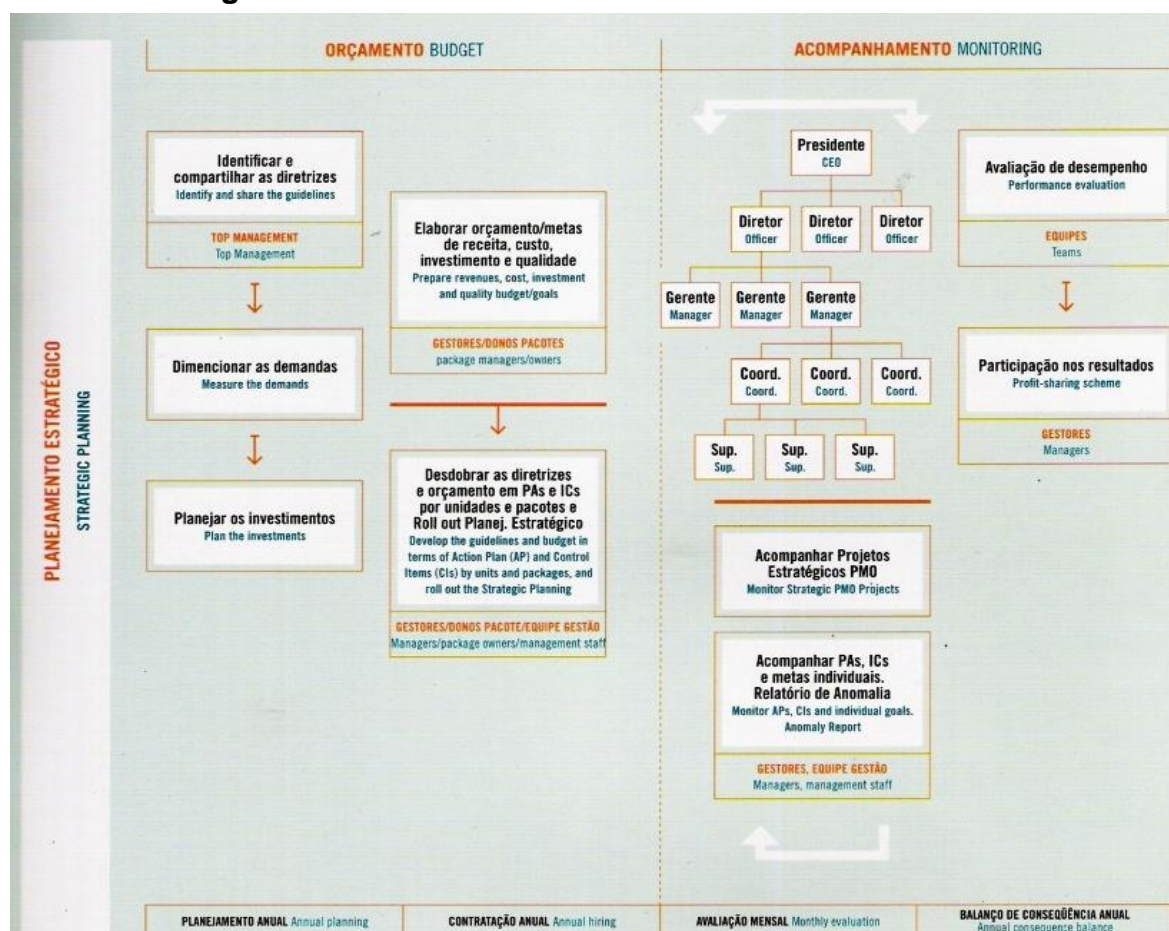 PLANEJAMENTO ESTRATÉGICO
STRATEGIC PLANNING
ORÇAMENTO BUDGET
Identificar e
compartilhar as diretrizes
Identify and share the guidelines
TOP MANAGEMENT
Top Management
Dimencionar as demandas
Measure the demands
Planejar os investimentos
Plan the investments
Elaborar orçamento/metas
de receita, custo,
investimento e qualidade
Prepare revenues, cost, investment
and quality budget/goals
GESTORES/DONOS PACOTES
package managers/owners
Desdobrar as diretrizes
e orçamento em PAs e ICs
por unidades e pacotes e
Roll out Planej. Estratégico
Develop the guidelines and budget in
terms of Action Plan (AP) and Control
Items (CIs) by units and packages, and
roll out the Strategic Planning
GESTORES/DONOS PACOTE/EQUIPE GESTÃO
Managers/package owners/management staff
ACOMPANHAMENTO MONITORING
Presidente
CEO
Diretor Diretor Diretor
Officer Officer Officer
Gerente Gerente Gerente
Manager Manager Manager
Coord. Coord. Coord.
Coord. Coord. Coord.
Sup. Sup. Sup.
Sup. Sup. Sup.
Acompanhar Projetos
Estratégicos PMO
Monitor Strategic PMO Projects
Acompanhar PAs, ICs
e metas individuais.
Relatório de Anomalia
Monitor APs, CIs and individual goals.
Anomaly Report
GESTORES, EQUIPE GESTÃO
Managers, management staff
Avaliação de desempenho
Performance evaluation
EQUIPES
Teams
Participação nos resultados
Profit-sharing scheme
GESTORES
Managers
PLANEJAMENTO ANUAL Annual planning
CONTRATAÇÃO ANUAL Annual hiring
AVALIAÇÃO MENSAL Monthly evaluation
BALANÇO DE CONSEQÜÊNCIA ANUAL
Annual consequence balance